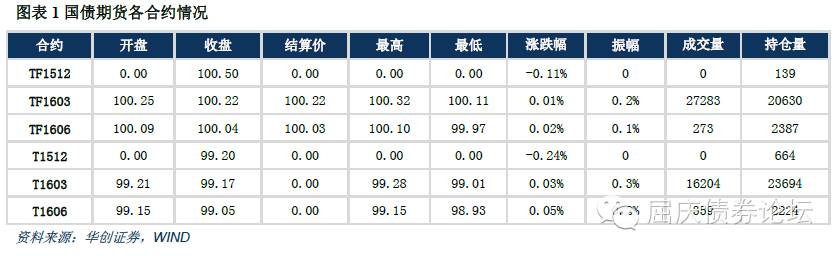 图表 1 国债期货各合约情况
合约 开盘 收盘 结算价 最高 最低 涨跌幅 振幅 成交量 持仓量
TF1512 0.00 100.50 0.00 0.00 0.00 -0.11% 0 0 139
TF1603 100.25 100.22 100.22 100.32 100.11 0.01% 0.2% 27283 20630
TF1606 100.09 100.04 100.03 100.10 99.97 0.02% 0.1% 273 2387
T1512 0.00 99.20 0.00 0.00 0.00 -0.24% 0 0 664
T1603 99.21 99.17 0.00 99.28 99.01 0.03% 0.3% 16204 23694
T1606 99.15 99.05 0.00 99.15 98.93 0.05% 2224
屈庆债券论坛
资料来源：华创证券，WIND